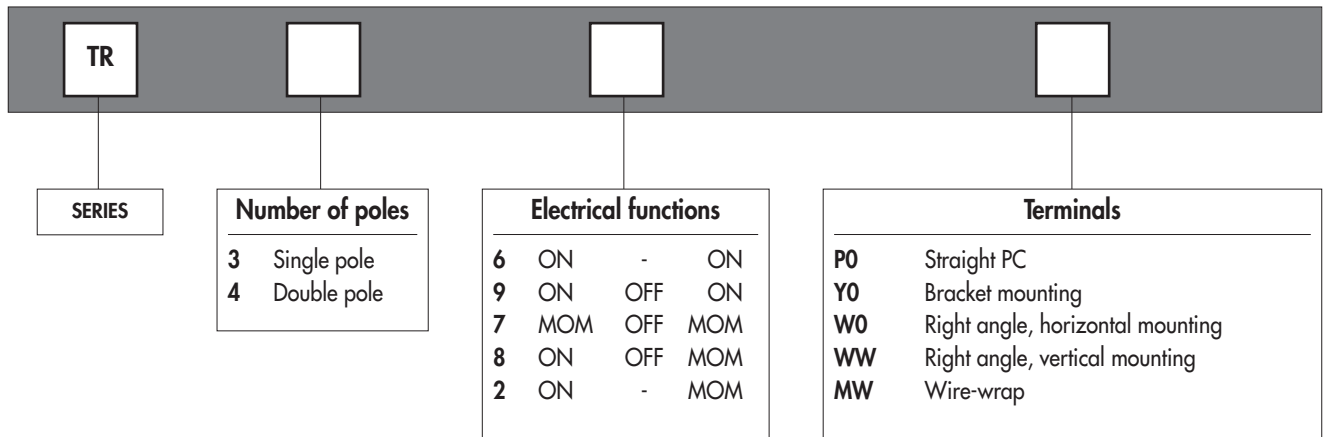 TR
SERIES
Number of poles
3 Single pole
4 Double pole
Electrical functions
6 ON - ON
9 ON OFF ON
7 MOM OFF MOM
8 ON OFF MOM
2 ON - MOM
Terminals
P0 Straight PC
Y0 Bracket mounting
W0 Right angle, horizontal mounting
WW Right angle, vertical mounting
MW Wire-wrap